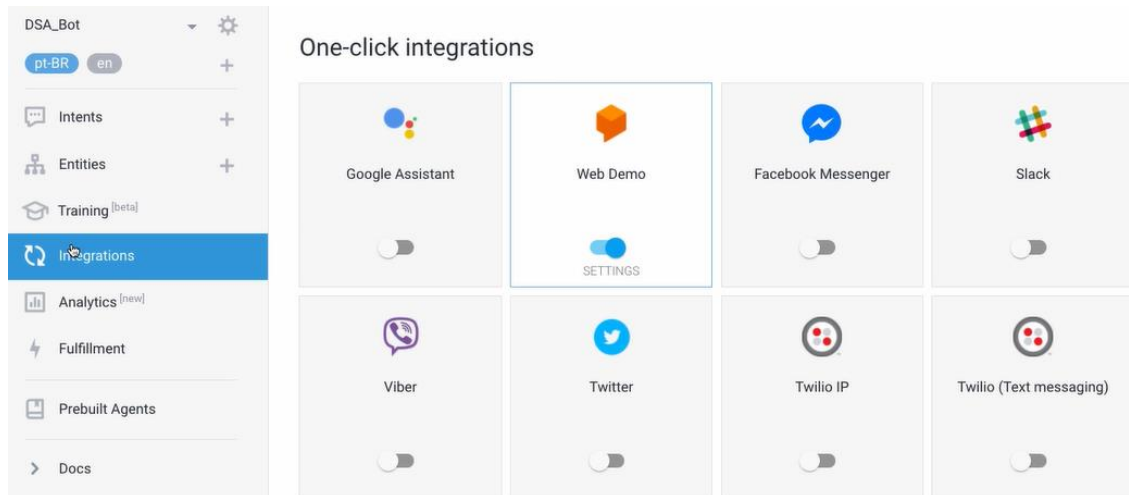 DSA_Bot
pt-BR en
Intents
Entities
Training [beta]
Integrations
Analytics [new]
Fulfillment
Prebuilt Agents
Docs
One-click integrations
Google Assistant
Web Demo
SETTINGS
Facebook Messenger
Slack
Viber
Twitter
Twilio IP
Twilio (Text messaging)